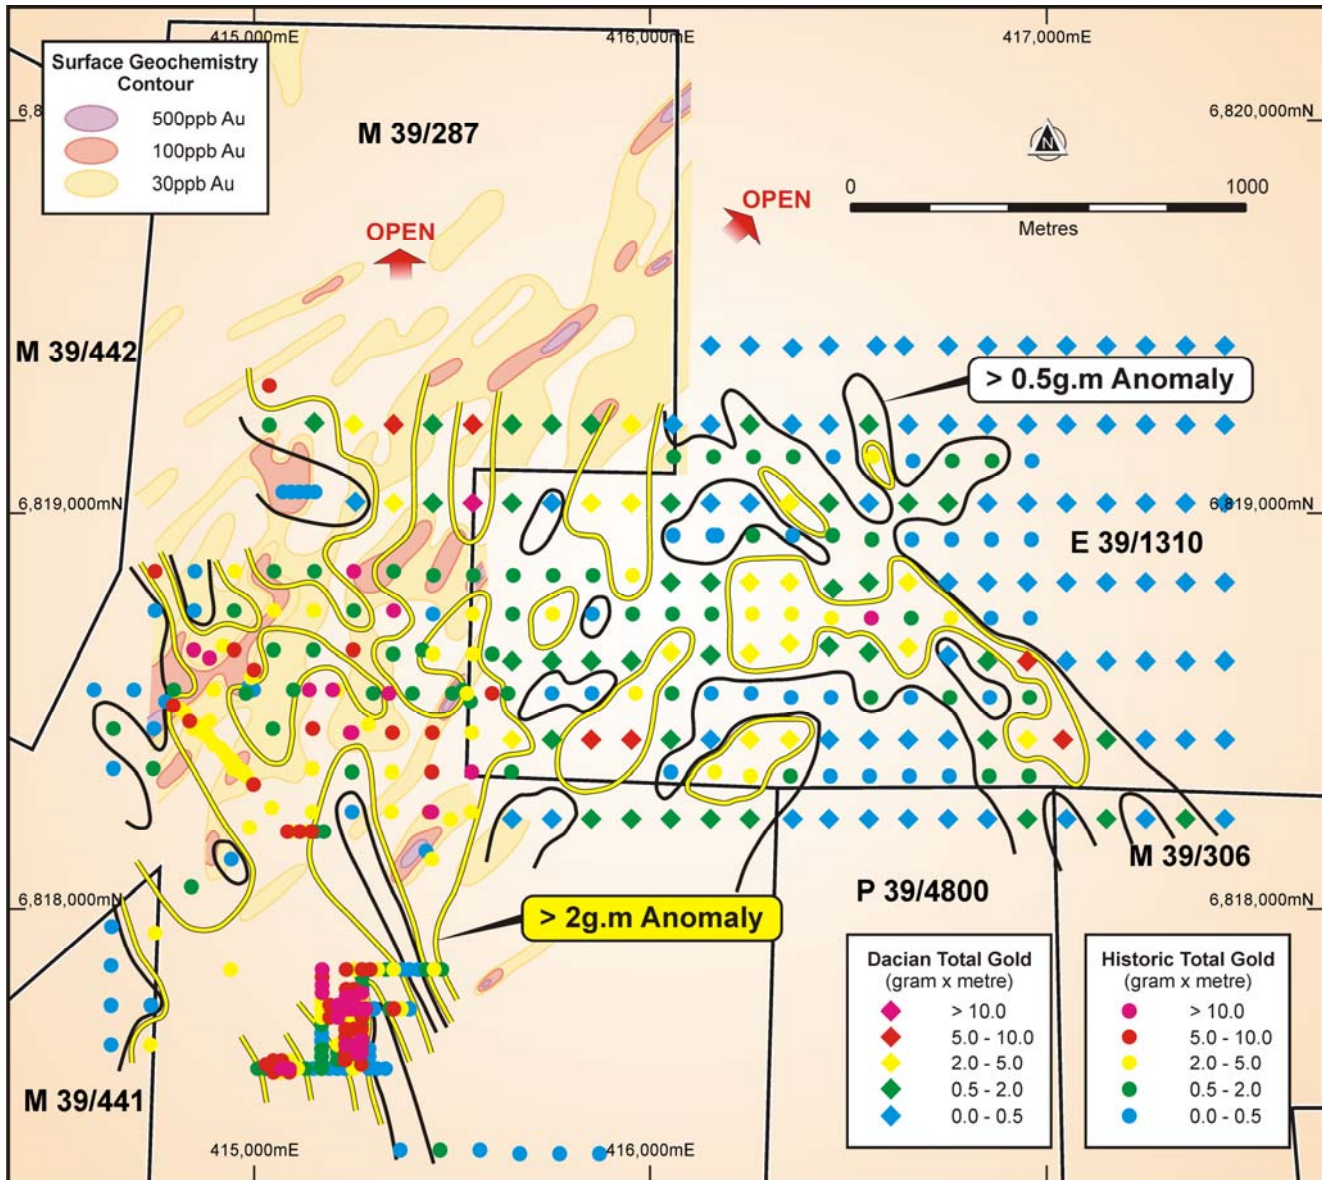 415,000mE
416,000mE
417,000mE
Surface Geochemistry
Contour
500ppb Au
100ppb Au
30ppb Au
6,8
6,820,000mN
M 39/287
N
0
1000
Metres
OPEN
OPEN
M 39/442
> 0.5g.m Anomaly
6,819,000mN
6,819,000mN
E 39/1310
M 39/306
P 39/4800
6,818,000mN
6,818,000mN
> 2g.m Anomaly
Dacian Total Gold
(gram x metre)
> 10.0
5.0 - 10.0
2.0 - 5.0
0.5 - 2.0
0.0 - 0.5
Historic Total Gold
(gram x metre)
> 10.0
5.0 - 10.0
2.0 - 5.0
0.5 - 2.0
0.0 - 0.5
M 39/441
415,000mE
416,000mE